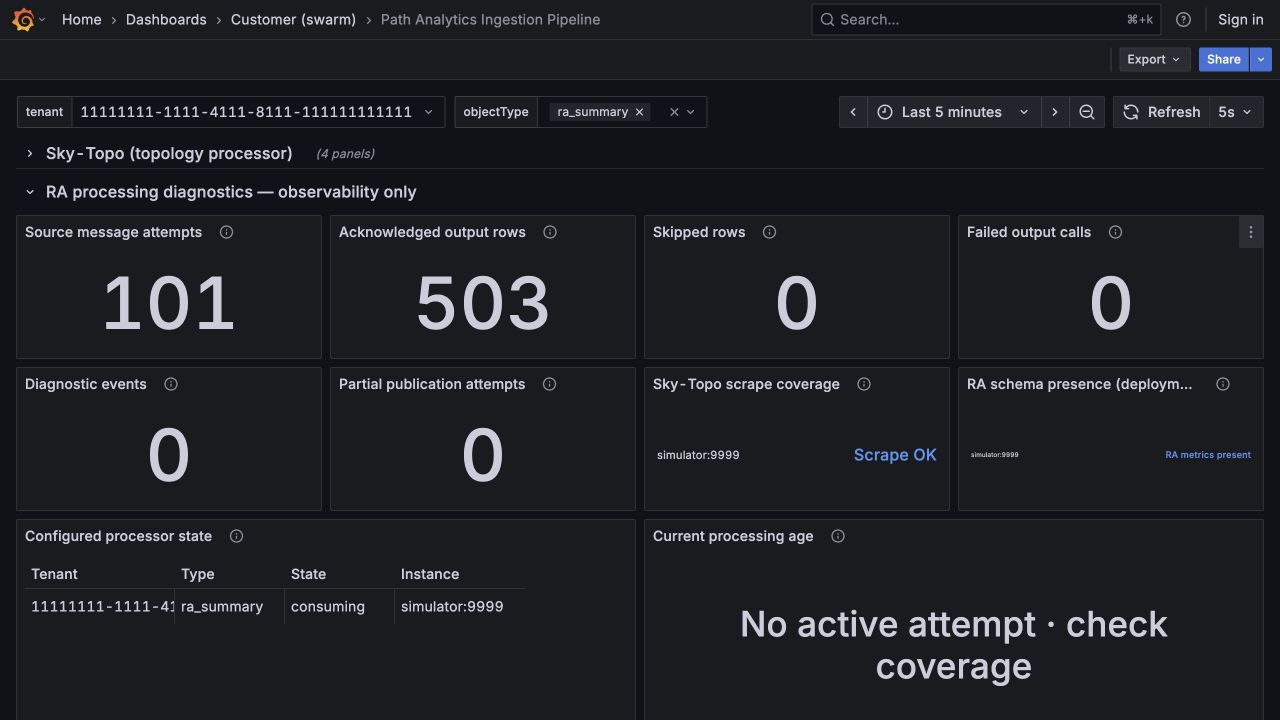 Home › Dashboards › Customer (swarm) › Path Analytics Ingestion Pipeline
Search...
⌘+k
Sign in
Export
Share
tenant
11111111-1111-4111-8111-111111111111
objectType
ra_summary
Last 5 minutes
Refresh
5s
Sky-Topo (topology processor) (4 panels)
RA processing diagnostics — observability only
Source message attempts
101
Acknowledged output rows
503
Skipped rows
0
Failed output calls
0
Diagnostic events
0
Partial publication attempts
0
Sky-Topo scrape coverage
simulator:9999
Scrape OK
RA schema presence (deploym...
simulator:9999
RA metrics present
Configured processor state
Tenant Type State Instance
11111111-1111-41 ra_summary consuming simulator:9999
Current processing age
No active attempt · check
coverage